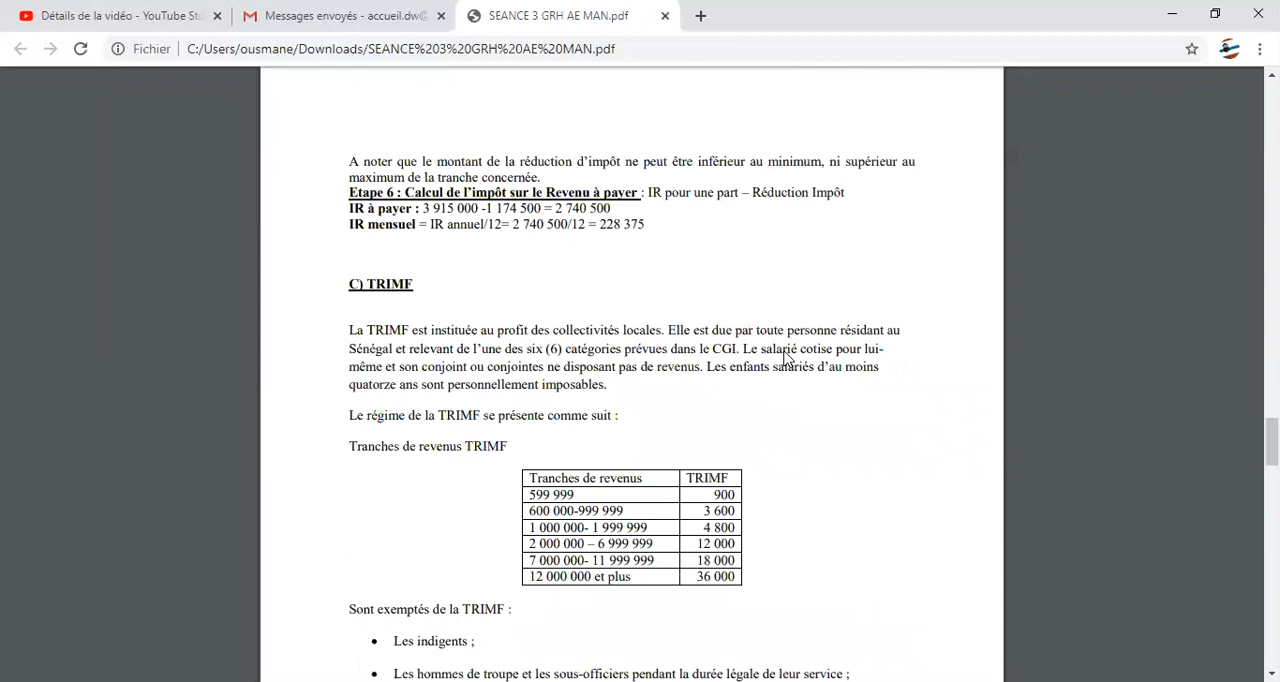 Détails de la vidéo - YouTube Stu
Messages envoyés - accueil.dw@
SEANCE 3 GRH AE MAN.pdf
Fichier
C:/Users/ousmane/Downloads/SEANCE%203%20GRH%20AE%20MAN.pdf
A noter que le montant de la réduction d'impôt ne peut être inférieur au minimum, ni supérieur au
maximum de la tranche concernée.
Etape 6 : Calcul de l'impôt sur le Revenu à payer : IR pour une part – Réduction Impôt
IR à payer : 3 915 000 -1 174 500 = 2 740 500
IR mensuel = IR annuel/12= 2 740 500/12 = 228 375
C) TRIMF
La TRIMF est instituée au profit des collectivités locales. Elle est due par toute personne résidant au
Sénégal et relevant de l'une des six (6) catégories prévues dans le CGI. Le salarié cotise pour lui-
même et son conjoint ou conjointes ne disposant pas de revenus. Les enfants salariés d'au moins
quatorze ans sont personnellement imposables.
Le régime de la TRIMF se présente comme suit :
Tranches de revenus TRIMF
Tranches de revenus TRIMF
599 999 900
600 000-999 999 3 600
1 000 000- 1 999 999 4 800
2 000 000 – 6 999 999 12 000
7 000 000- 11 999 999 18 000
12 000 000 et plus 36 000
Sont exemptés de la TRIMF :
• Les indigents ;
• Les hommes de troupe et les sous-officiers pendant la durée légale de leur service ;